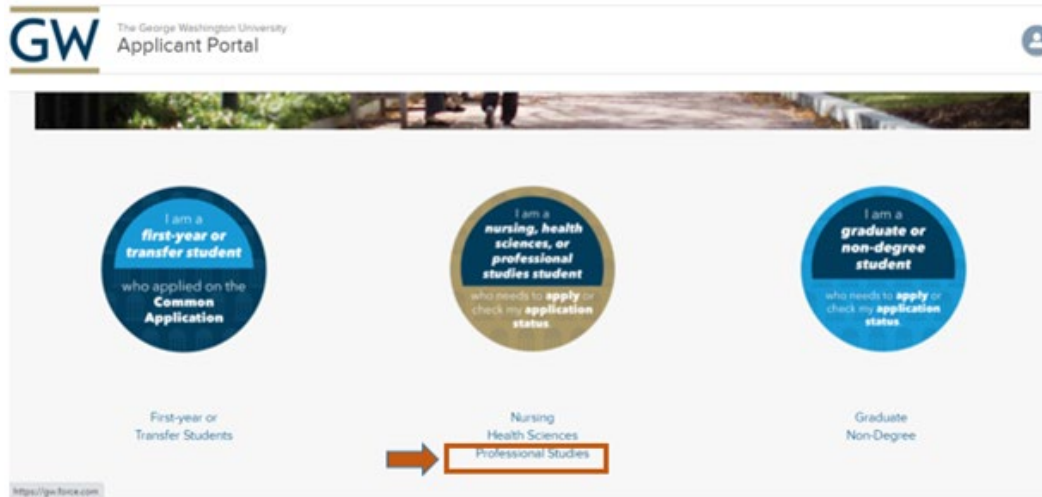 GW
The George Washington University
Applicant Portal
I am a
first-year or
transfer student
who applied on the
Common
Application
I am a
nursing, health
sciences, or
professional
studies student
who needs to apply or
check my application
status.
I am a
graduate or
non-degree
student
who needs to apply or
check my application
status.
First-year or
Transfer Students
Nursing
Health Sciences
Professional Studies
Graduate
Non-Degree
https://gw.force.com